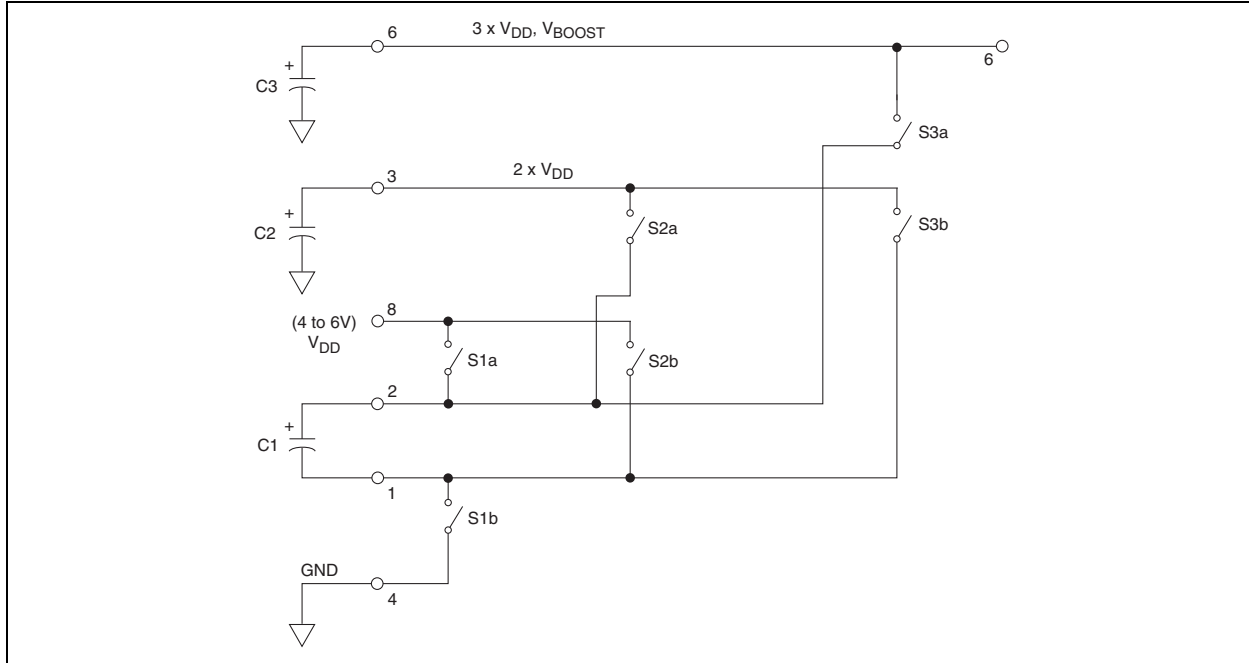 3 x VDD, VBOOST
6
6
+
C3
S3a
2 x VDD
3
+
C2
S2a
S3b
(4 to 6V)
VDD
8
S1a
S2b
2
+
C1
1
S1b
GND
4